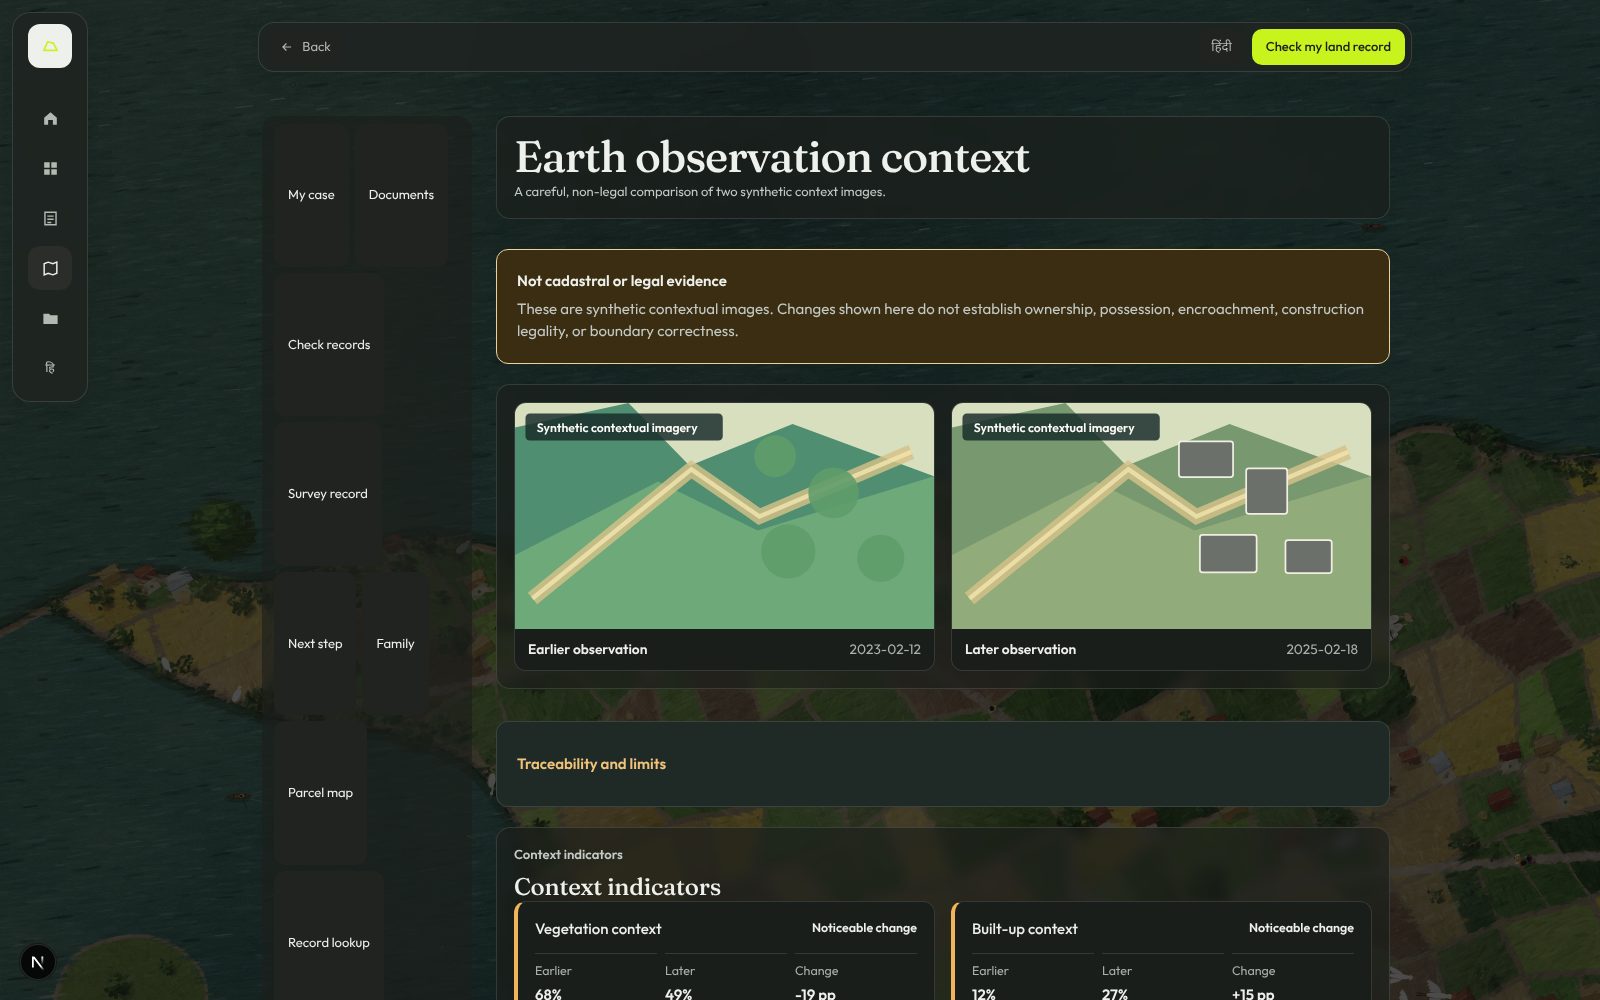 Back
हिंदी
Check my land record
हि
My case
Documents
Check records
Survey record
Next step
Family
Parcel map
Record lookup
Earth observation context
A careful, non-legal comparison of two synthetic context images.
Not cadastral or legal evidence
These are synthetic contextual images. Changes shown here do not establish ownership, possession, encroachment, construction
legality, or boundary correctness.
Synthetic contextual imagery
Synthetic contextual imagery
Earlier observation
2023-02-12
Later observation
2025-02-18
Traceability and limits
Context indicators
Context indicators
Vegetation context
Noticeable change
Earlier
Later
Change
68%
49%
-19 pp
Built-up context
Noticeable change
Earlier
Later
Change
12%
27%
+15 pp
N